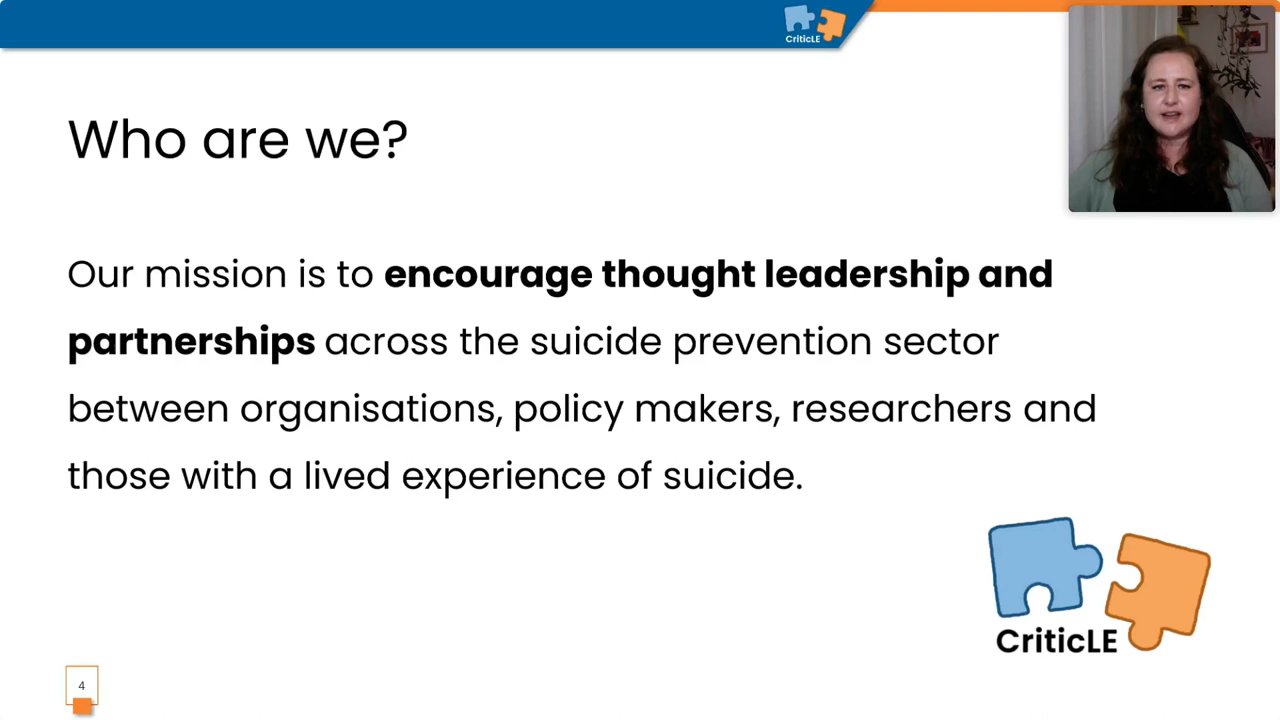 CriticLE
Who are we?
Our mission is to encourage thought leadership and
partnerships across the suicide prevention sector
between organisations, policy makers, researchers and
those with a lived experience of suicide.
CriticLE
4